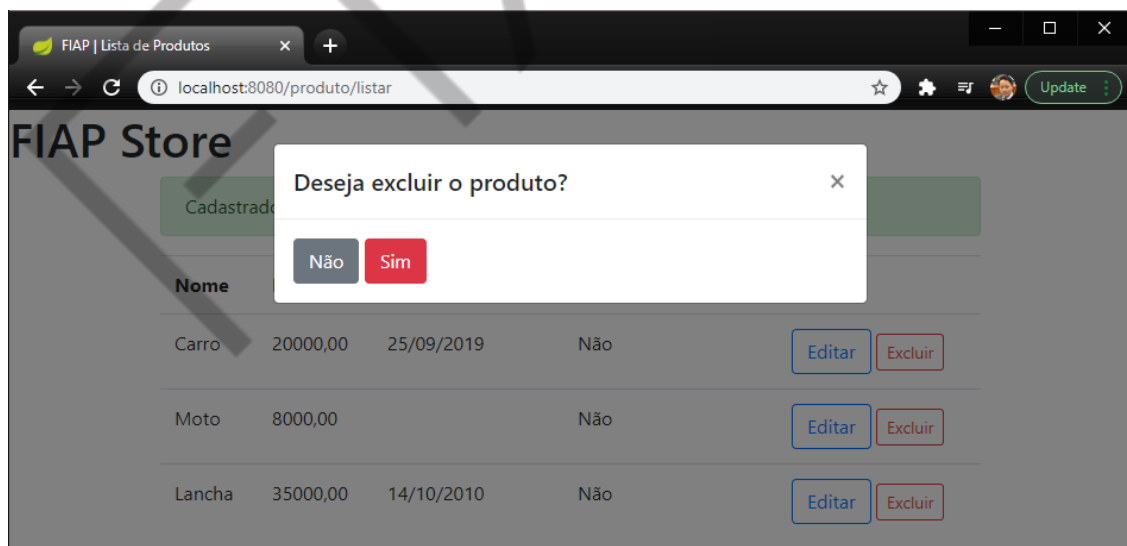 FIAP | Lista de Produtos
localhost:8080/produto/listar
Update
FIAP Store
Deseja excluir o produto?
Cadastrado
Não Sim
Nome
Carro 20000,00 25/09/2019 Não Editar Excluir
Moto 8000,00 Não Editar Excluir
Lancha 35000,00 14/10/2010 Não Editar Excluir